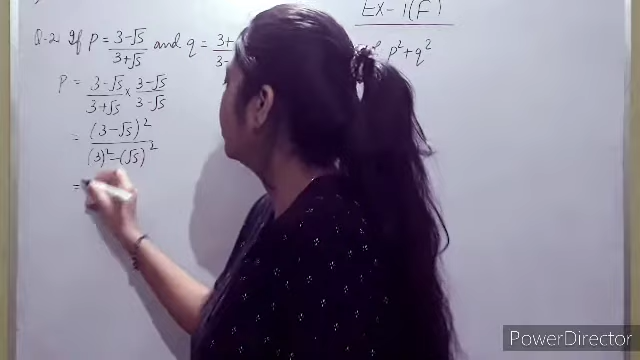 EX-1(F)
Q-2 If P = 3-√5 / 3+√5 and q = 3+ / 3- p² + q²
P = 3-√5 / 3+√5 × 3-√5 / 3-√5
= (3-√5)² / (3)² - (√5)²
=
PowerDirector